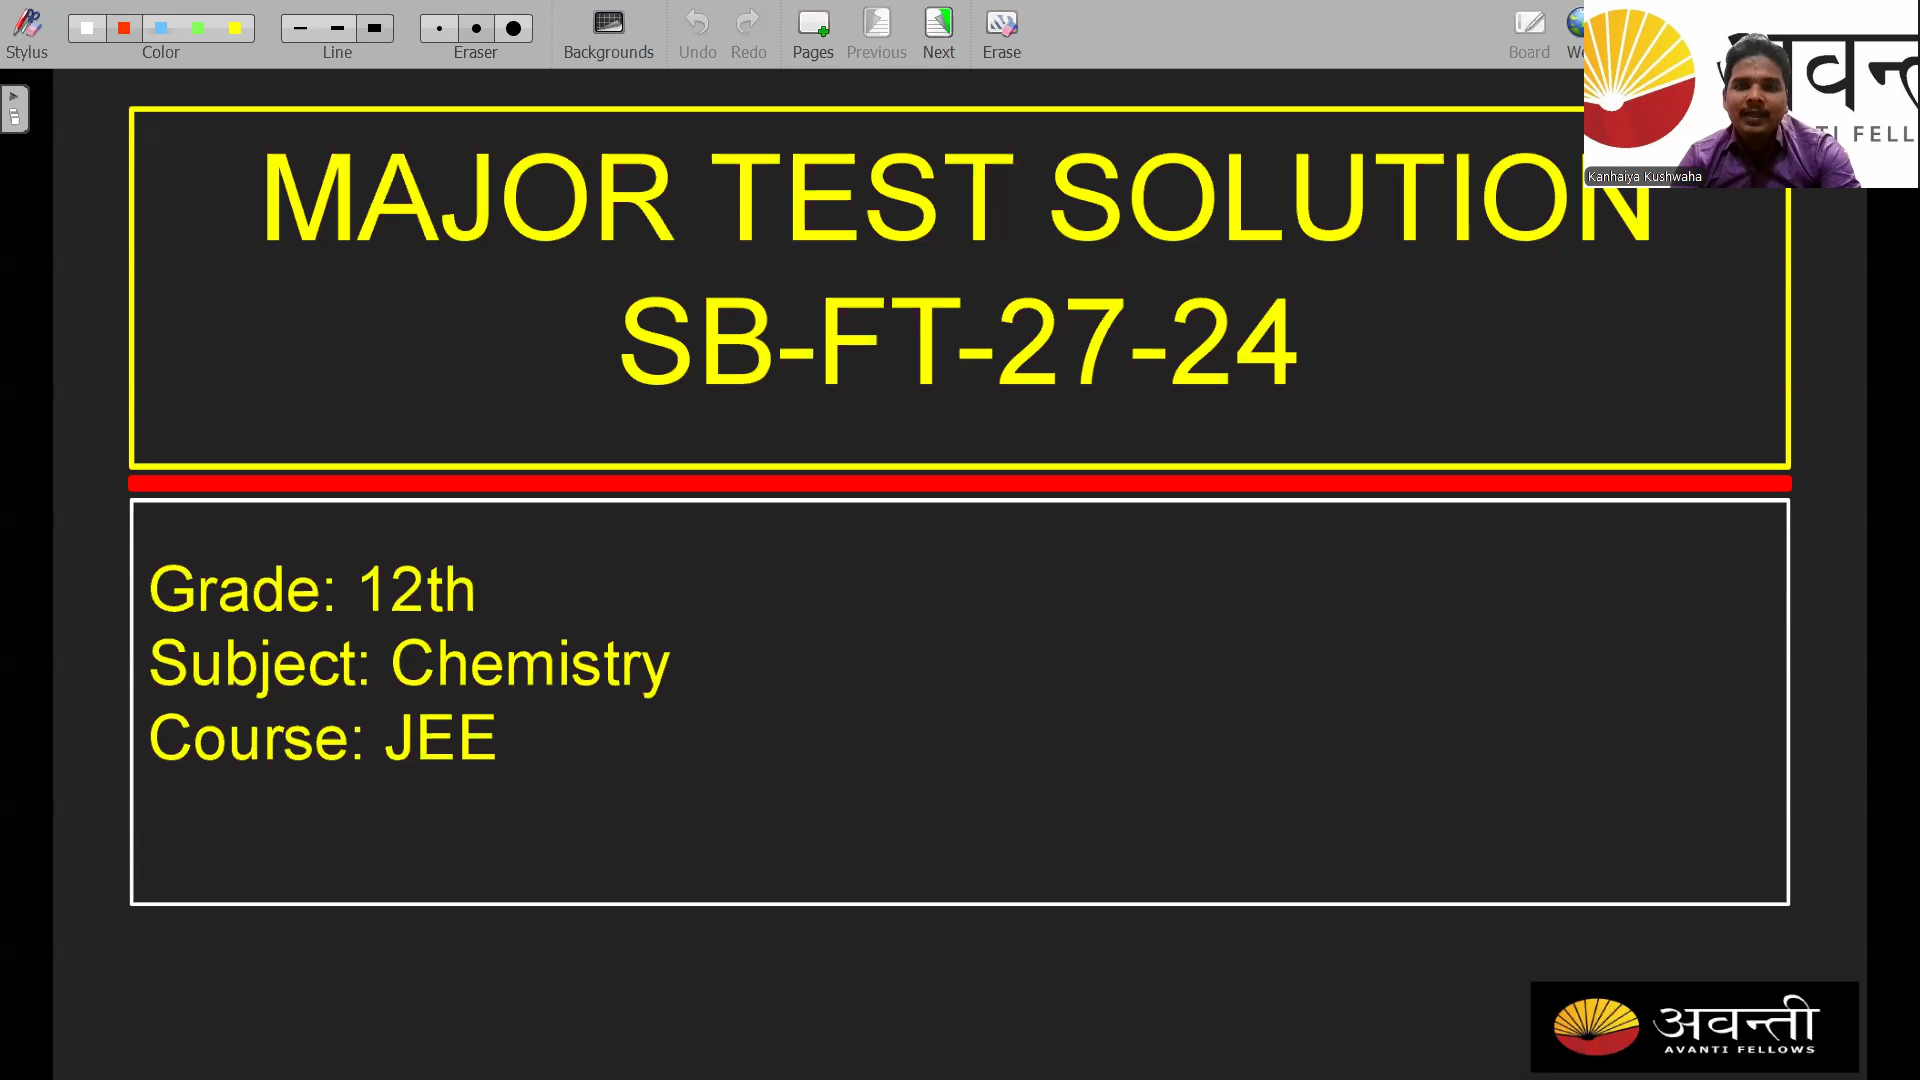 Stylus
Color
Line
Eraser
Backgrounds
Undo
Redo
Pages
Previous
Next
Erase
Board
Kanhaiya Kushwaha
MAJOR TEST SOLUTION
SB-FT-27-24
Grade: 12th
Subject: Chemistry
Course: JEE
अवन्ती
AVANTI FELLOWS